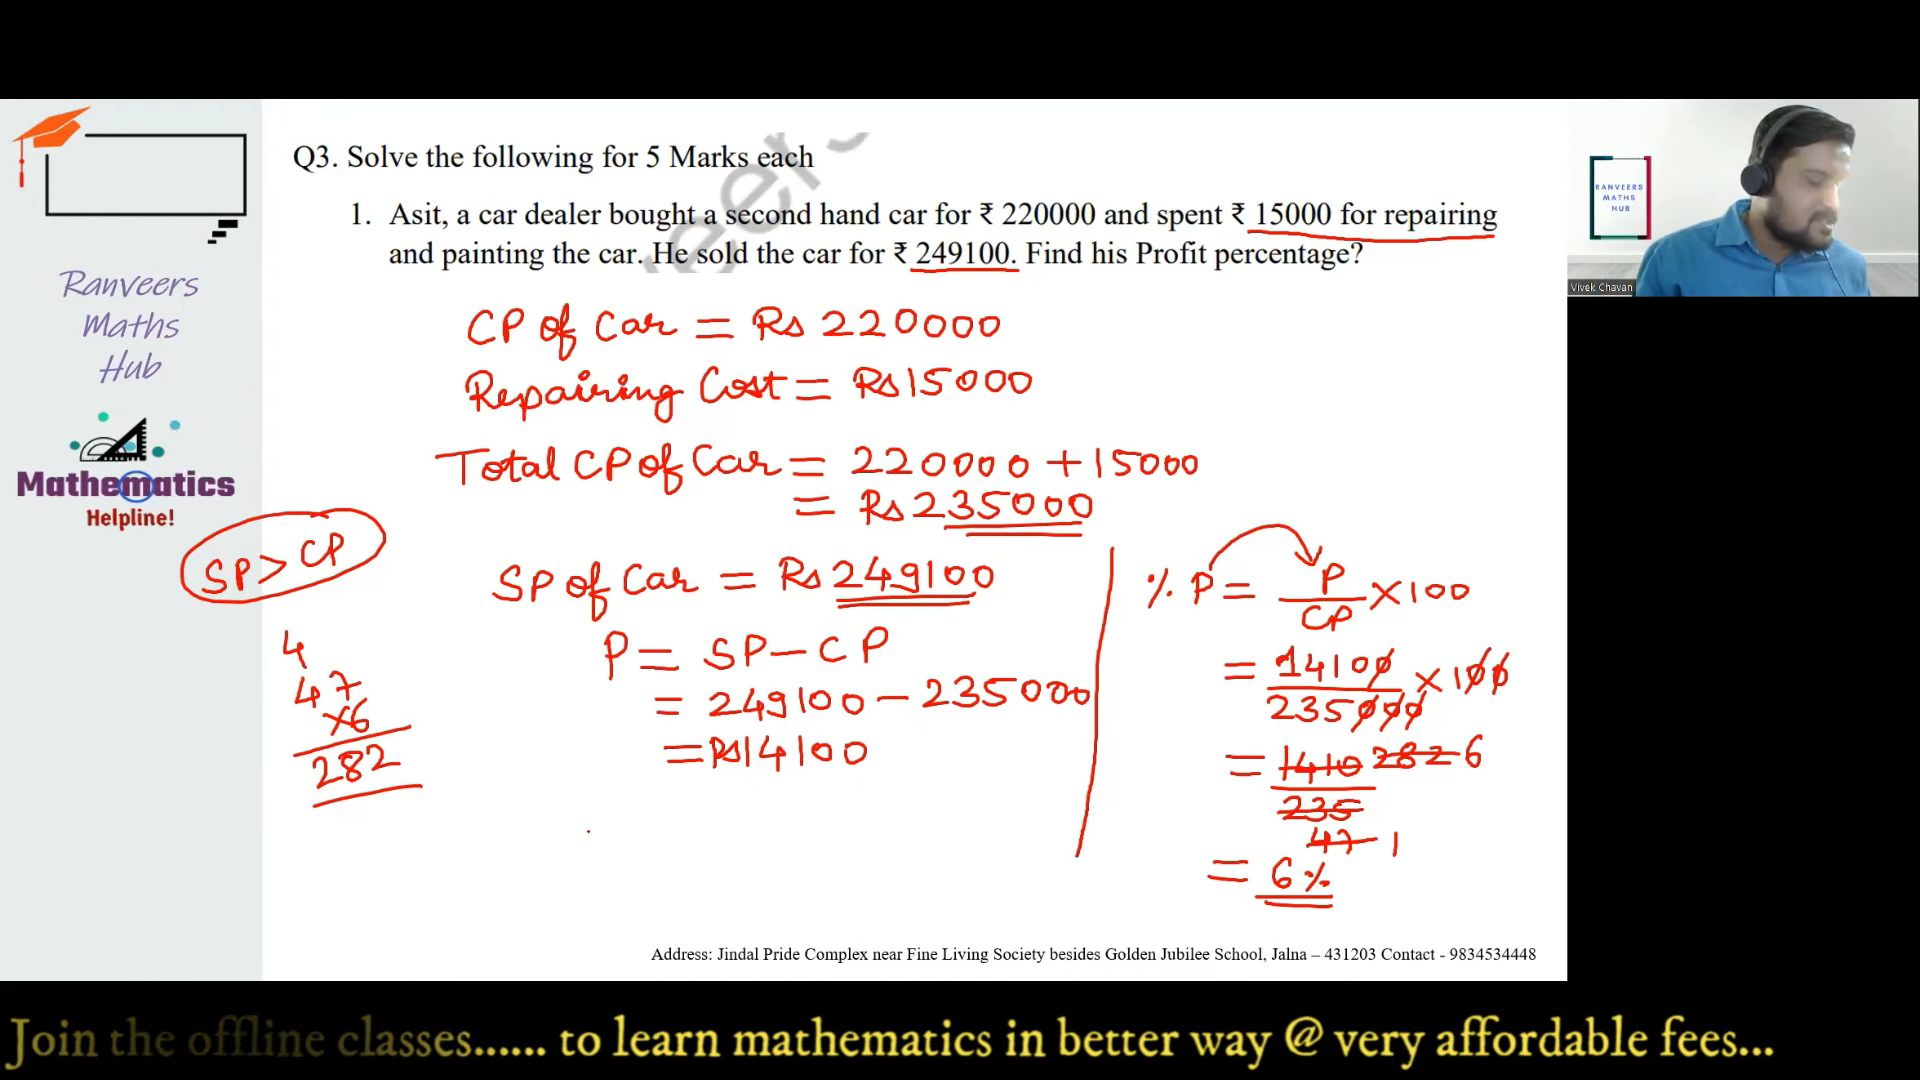 Q3. Solve the following for 5 Marks each
1. Asit, a car dealer bought a second hand car for ₹ 220000 and spent ₹ 15000 for repairing
and painting the car. He sold the car for ₹ 249100. Find his Profit percentage?
RANVEERS
MATHS
HUB
Vivek Chavan
Ranveers
Maths
Hub
Mathematics
Helpline!
CP of Car = Rs 220000
Repairing Cost = Rs 15000
Total CP of Car = 220000 + 15000
= Rs 235000
SP > CP
SP of Car = Rs 249100
P = SP - CP
= 249100 - 235000
= Rs 14100
4
47
x6
282
% P = P/CP × 100
= 14100/235000 × 100
= 1410 282 6
235
47 1
= 6%
Address: Jindal Pride Complex near Fine Living Society besides Golden Jubilee School, Jalna – 431203 Contact - 9834534448
Join the offline classes...... to learn mathematics in better way @ very affordable fees...